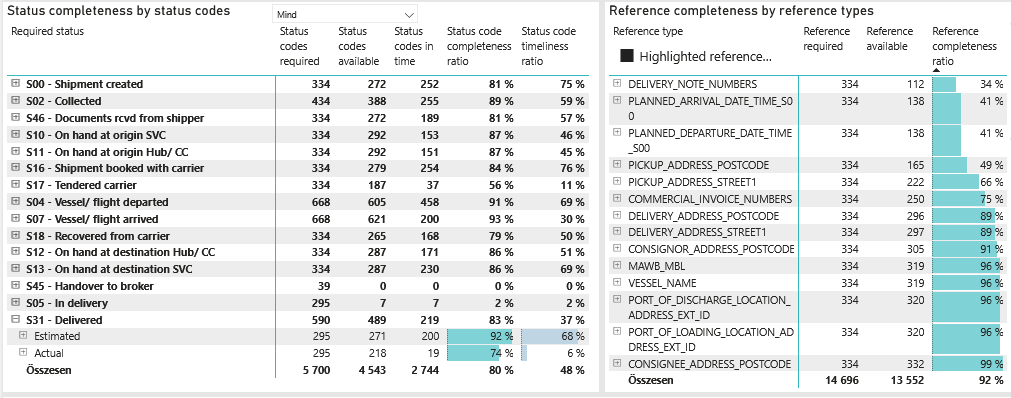 Status completeness by status codes
Mind
Required status Status codes required Status codes available Status codes in time Status code completeness ratio Status code timeliness ratio
S00 - Shipment created 334 272 252 81 % 75 %
S02 - Collected 434 388 255 89 % 59 %
S46 - Documents rcvd from shipper 334 272 189 81 % 57 %
S10 - On hand at origin SVC 334 292 153 87 % 46 %
S11 - On hand at origin Hub/ CC 334 292 151 87 % 45 %
S16 - Shipment booked with carrier 334 279 254 84 % 76 %
S17 - Tendered carrier 334 187 37 56 % 11 %
S04 - Vessel/ flight departed 668 605 458 91 % 69 %
S07 - Vessel/ flight arrived 668 621 200 93 % 30 %
S18 - Recovered from carrier 334 265 168 79 % 50 %
S12 - On hand at destination Hub/ CC 334 287 171 86 % 51 %
S13 - On hand at destination SVC 334 287 230 86 % 69 %
S45 - Handover to broker 39 0 0 0 % 0 %
S05 - In delivery 295 7 7 2 % 2 %
S31 - Delivered 590 489 219 83 % 37 %
Estimated 295 271 200 92 % 68 %
Actual 295 218 19 74 % 6 %
Összesen 5 700 4 543 2 744 80 % 48 %
Reference completeness by reference types
Reference type Reference required Reference available Reference completeness ratio
Highlighted reference...
DELIVERY_NOTE_NUMBERS 334 112 34 %
PLANNED_ARRIVAL_DATE_TIME_S0 334 138 41 %
0
PLANNED_DEPARTURE_DATE_TIME 334 138 41 %
_S00
PICKUP_ADDRESS_POSTCODE 334 165 49 %
PICKUP_ADDRESS_STREET1 334 222 66 %
COMMERCIAL_INVOICE_NUMBERS 334 250 75 %
DELIVERY_ADDRESS_POSTCODE 334 296 89 %
DELIVERY_ADDRESS_STREET1 334 297 89 %
CONSIGNOR_ADDRESS_POSTCODE 334 305 91 %
MAWB_MBL 334 319 96 %
VESSEL_NAME 334 319 96 %
PORT_OF_DISCHARGE_LOCATION_ 334 320 96 %
ADDRESS_EXT_ID
PORT_OF_LOADING_LOCATION_AD 334 320 96 %
DRESS_EXT_ID
CONSIGNEE_ADDRESS_POSTCODE 334 332 99 %
Összesen 14 696 13 552 92 %